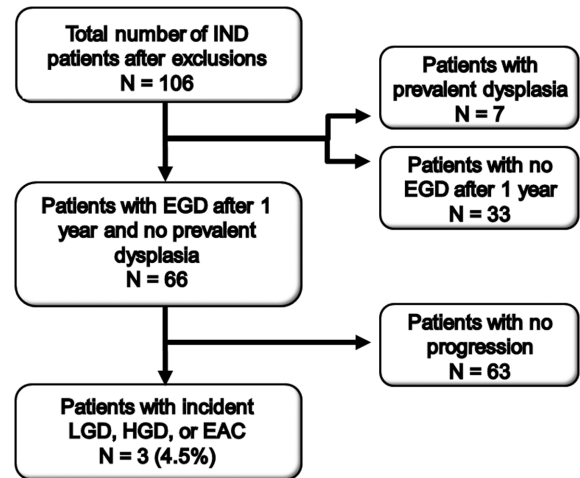 Total number of IND
patients after exclusions
N = 106
Patients with
prevalent dysplasia
N = 7
Patients with no
EGD after 1 year
N = 33
Patients with EGD after 1
year and no prevalent
dysplasia
N = 66
Patients with no
progression
N = 63
Patients with incident
LGD, HGD, or EAC
N = 3 (4.5%)